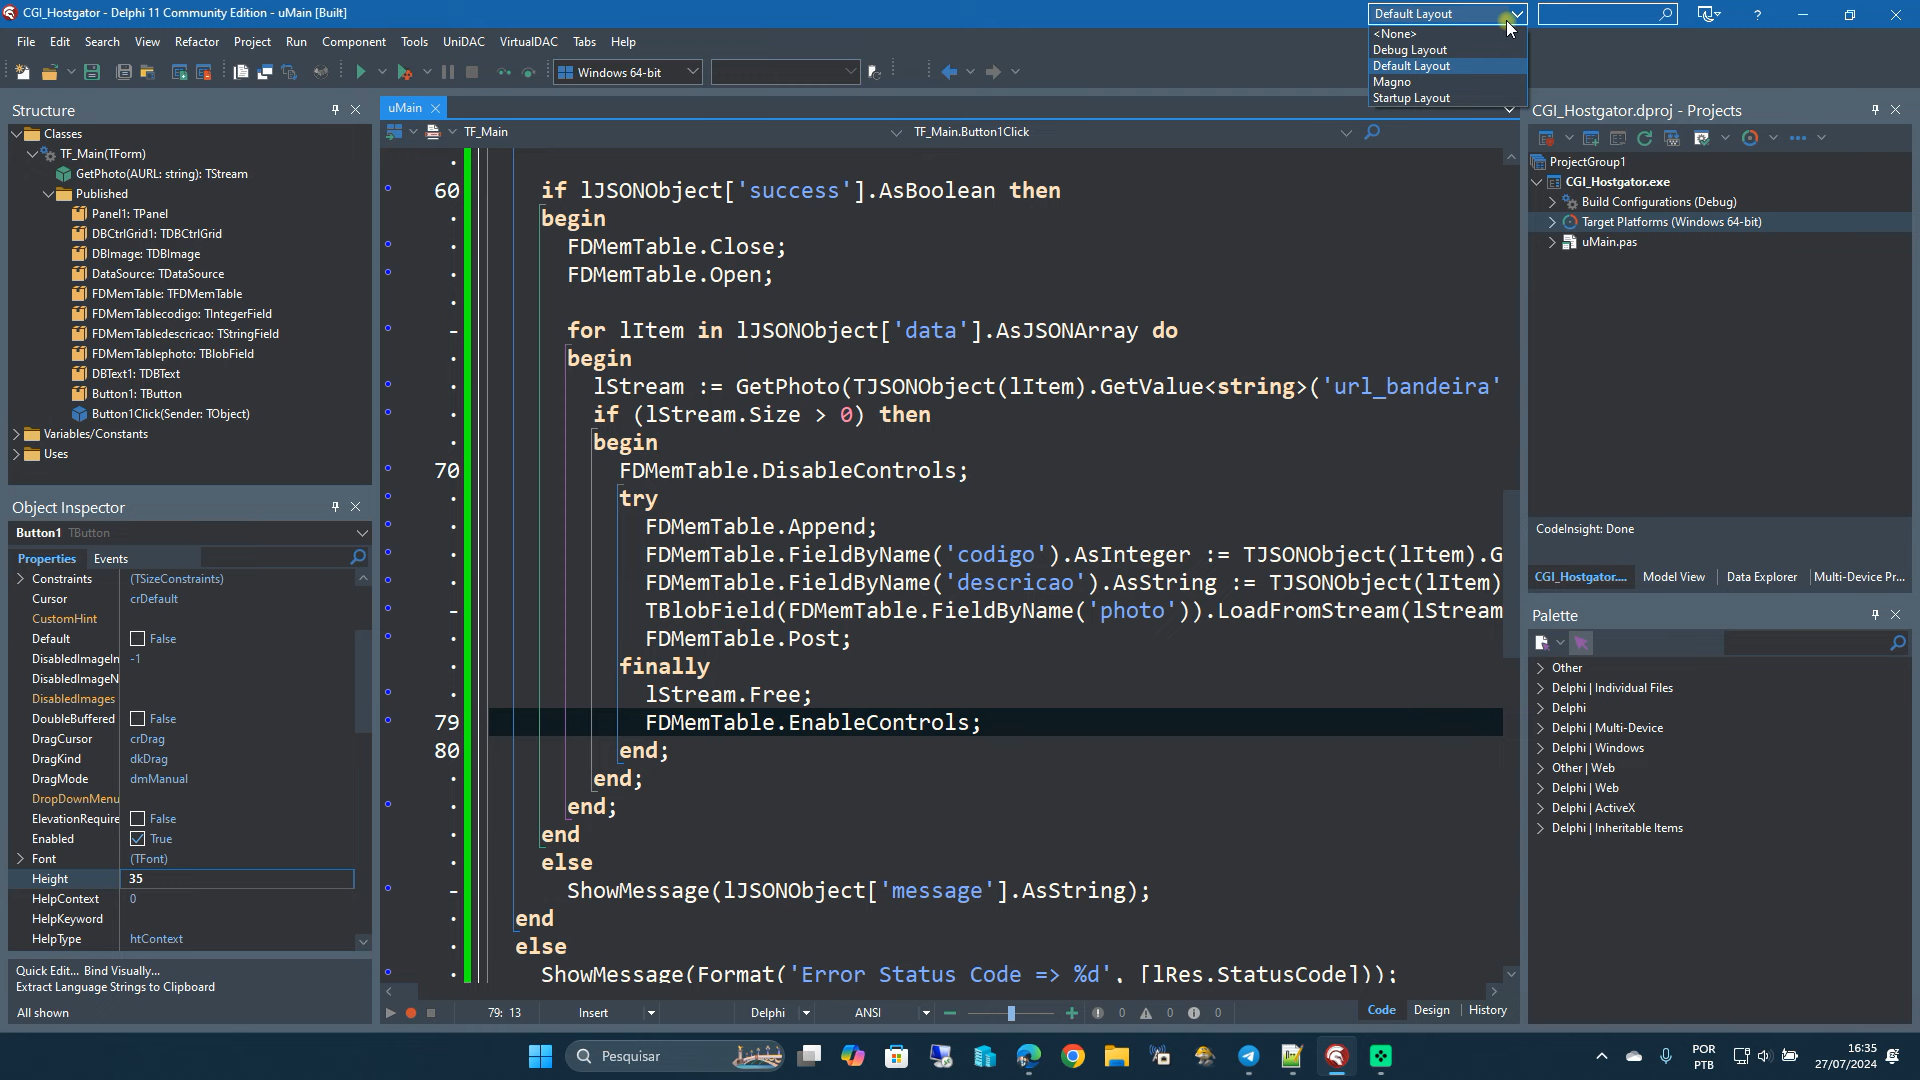 CGI_Hostgator - Delphi 11 Community Edition - uMain [Built]
Default Layout
File Edit Search View Refactor Project Run Component Tools UniDAC VirtualDAC Tabs Help
<None>
Debug Layout
Default Layout
Magno
Startup Layout
Windows 64-bit
Structure
Classes
TF_Main(TForm)
GetPhoto(AURL: string): TStream
Published
Panel1: TPanel
DBCtrlGrid1: TDBCtrlGrid
DBImage: TDBImage
DataSource: TDataSource
FDMemTable: TFDMemTable
FDMemTablecodigo: TIntegerField
FDMemTabledescricao: TStringField
FDMemTablephoto: TBlobField
DBText1: TDBText
Button1: TButton
Button1Click(Sender: TObject)
Variables/Constants
Uses
Object Inspector
Button1 TButton
Properties Events
Constraints (TSizeConstraints)
Cursor crDefault
CustomHint
Default False
DisabledImageIn -1
DisabledImageN
DisabledImages
DoubleBuffered False
DragCursor crDrag
DragKind dkDrag
DragMode dmManual
DropDownMenu
ElevationRequire False
Enabled True
Font (TFont)
Height 35
HelpContext 0
HelpKeyword
HelpType htContext
Quick Edit... Bind Visually...
Extract Language Strings to Clipboard
All shown
uMain
TF_Main TF_Main.Button1Click
60 if lJSONObject['success'].AsBoolean then
begin
FDMemTable.Close;
FDMemTable.Open;
for lItem in lJSONObject['data'].AsJSONArray do
begin
lStream := GetPhoto(TJSONObject(lItem).GetValue<string>('url_bandeira'
if (lStream.Size > 0) then
begin
70 FDMemTable.DisableControls;
try
FDMemTable.Append;
FDMemTable.FieldByName('codigo').AsInteger := TJSONObject(lItem).G
FDMemTable.FieldByName('descricao').AsString := TJSONObject(lItem)
TBlobField(FDMemTable.FieldByName('photo')).LoadFromStream(lStream
FDMemTable.Post;
finally
lStream.Free;
79 FDMemTable.EnableControls;
80 end;
end;
end;
end
else
ShowMessage(lJSONObject['message'].AsString);
end
else
ShowMessage(Format('Error Status Code => %d', [lRes.StatusCode]));
79: 13 Insert Delphi ANSI 0 0 0 Code Design History
CGI_Hostgator.dproj - Projects
ProjectGroup1
CGI_Hostgator.exe
Build Configurations (Debug)
Target Platforms (Windows 64-bit)
uMain.pas
CodeInsight: Done
CGI_Hostgator.... Model View Data Explorer Multi-Device Pr...
Palette
Other
Delphi | Individual Files
Delphi
Delphi | Multi-Device
Delphi | Windows
Other | Web
Delphi | Web
Delphi | ActiveX
Delphi | Inheritable Items
Pesquisar
POR
PTB
16:35
27/07/2024